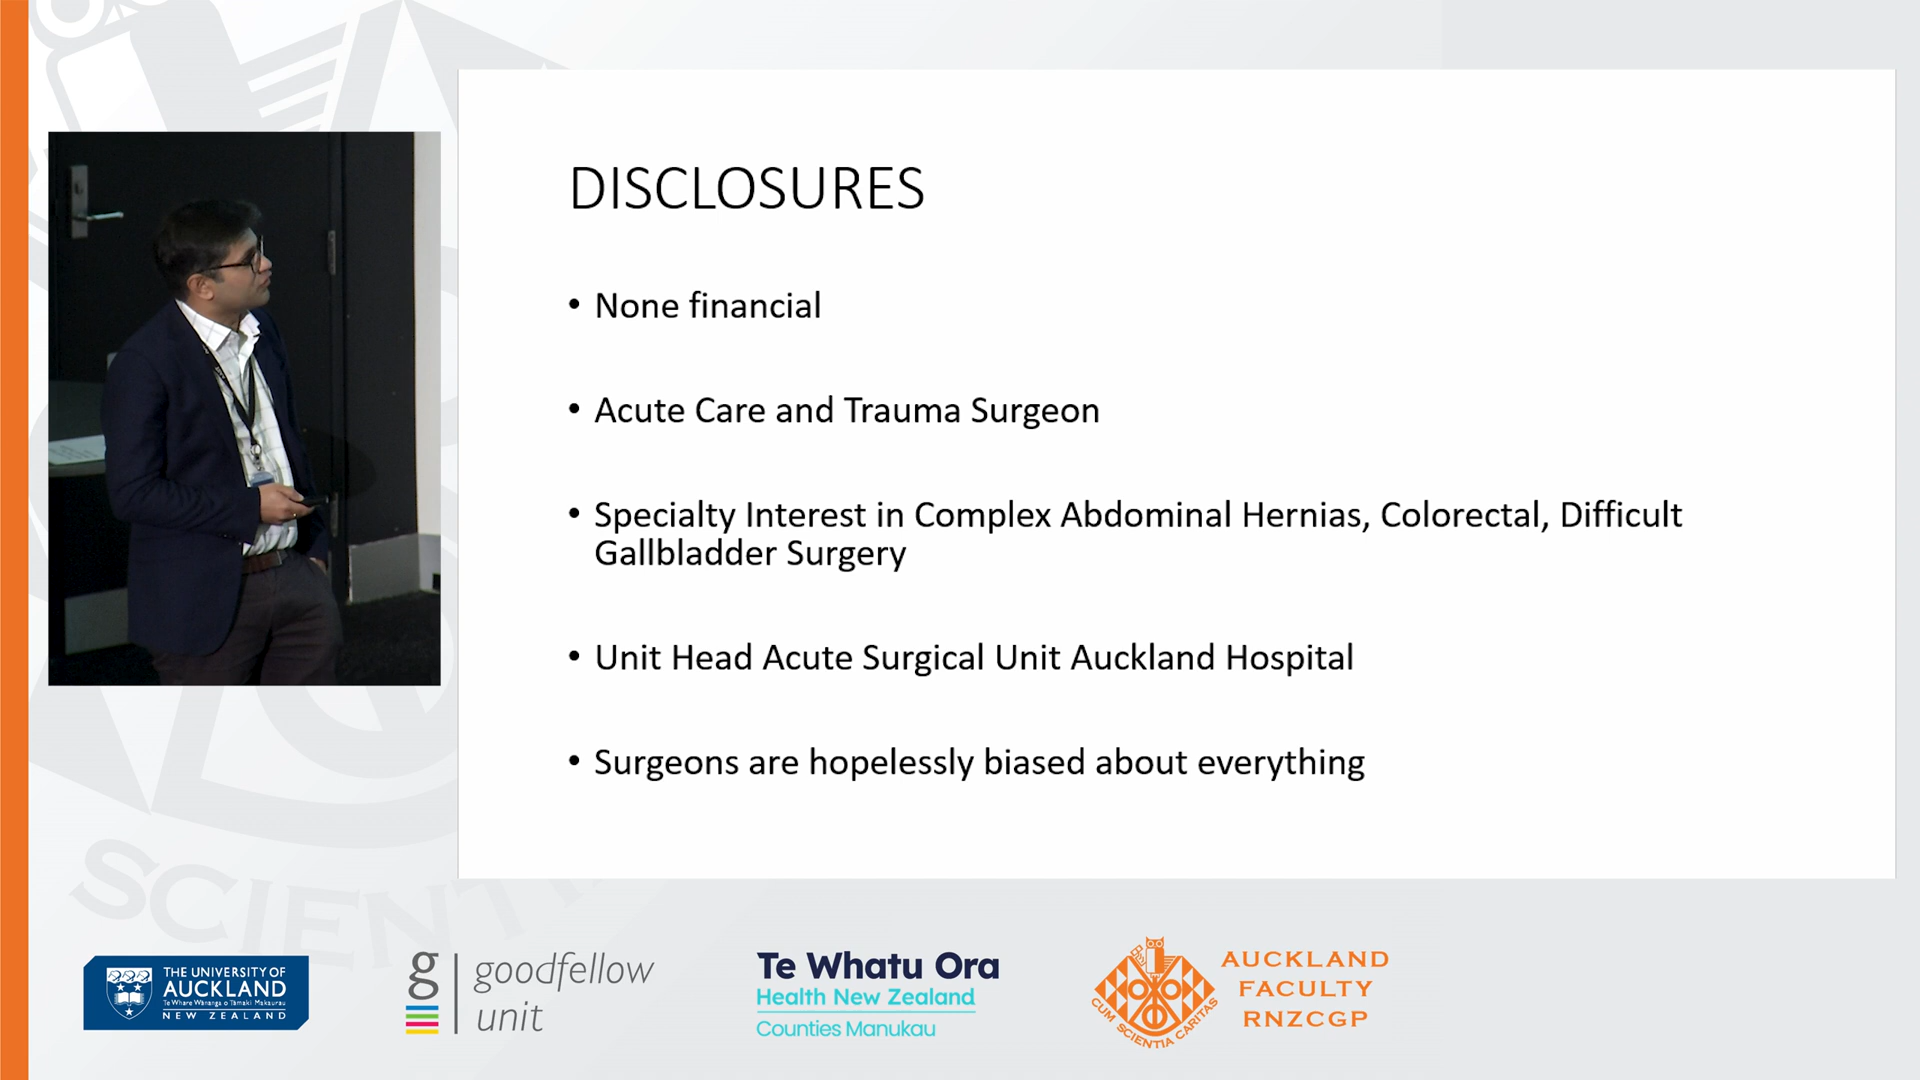 DISCLOSURES
• None financial
• Acute Care and Trauma Surgeon
• Specialty Interest in Complex Abdominal Hernias, Colorectal, Difficult
Gallbladder Surgery
• Unit Head Acute Surgical Unit Auckland Hospital
• Surgeons are hopelessly biased about everything
SCIENTI
THE UNIVERSITY OF
AUCKLAND
Te Whare Wānanga o Tāmaki Makaurau
NEW ZEALAND
g
goodfellow
unit
Te Whatu Ora
Health New Zealand
Counties Manukau
CUM SCIENTIA CARITAS
AUCKLAND
FACULTY
RNZCGP